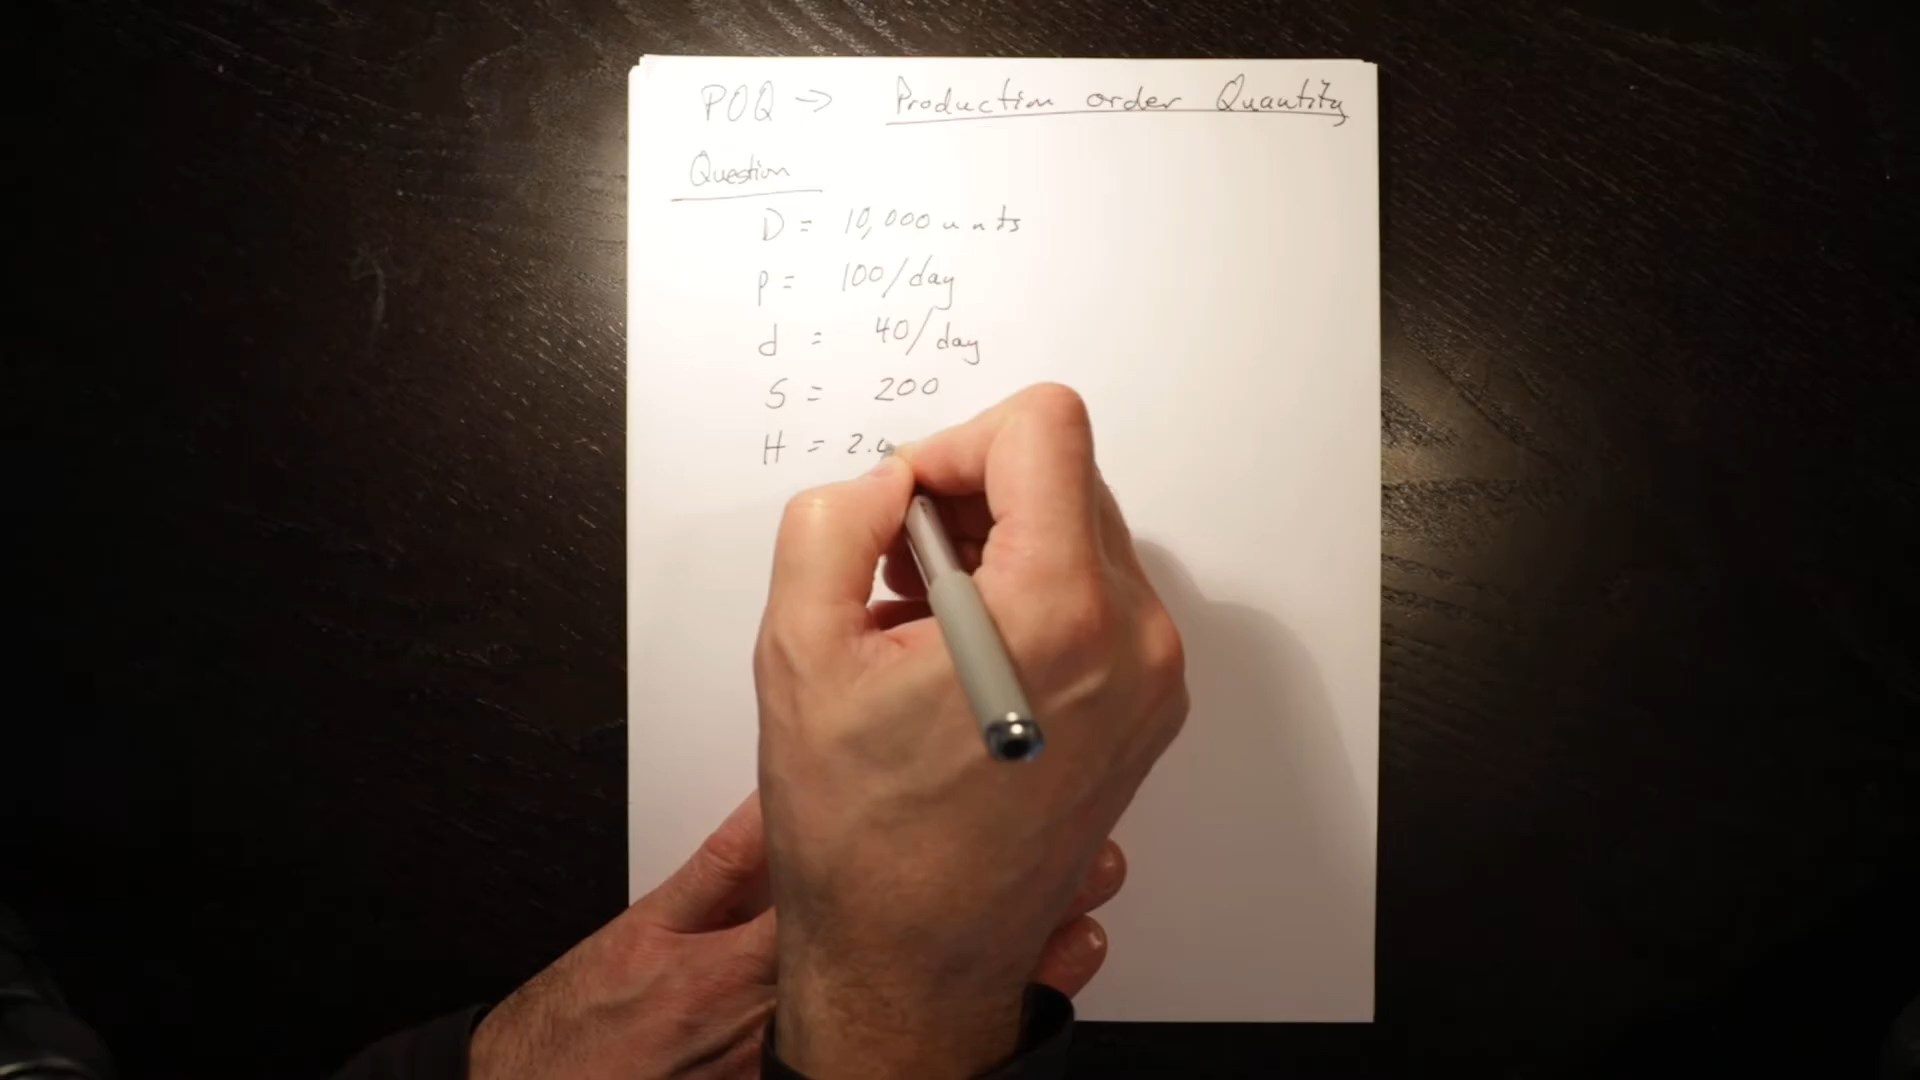 POQ → Production order Quantity
Question
D = 10,000 units
p = 100/day
d = 40/day
S = 200
H = 2.